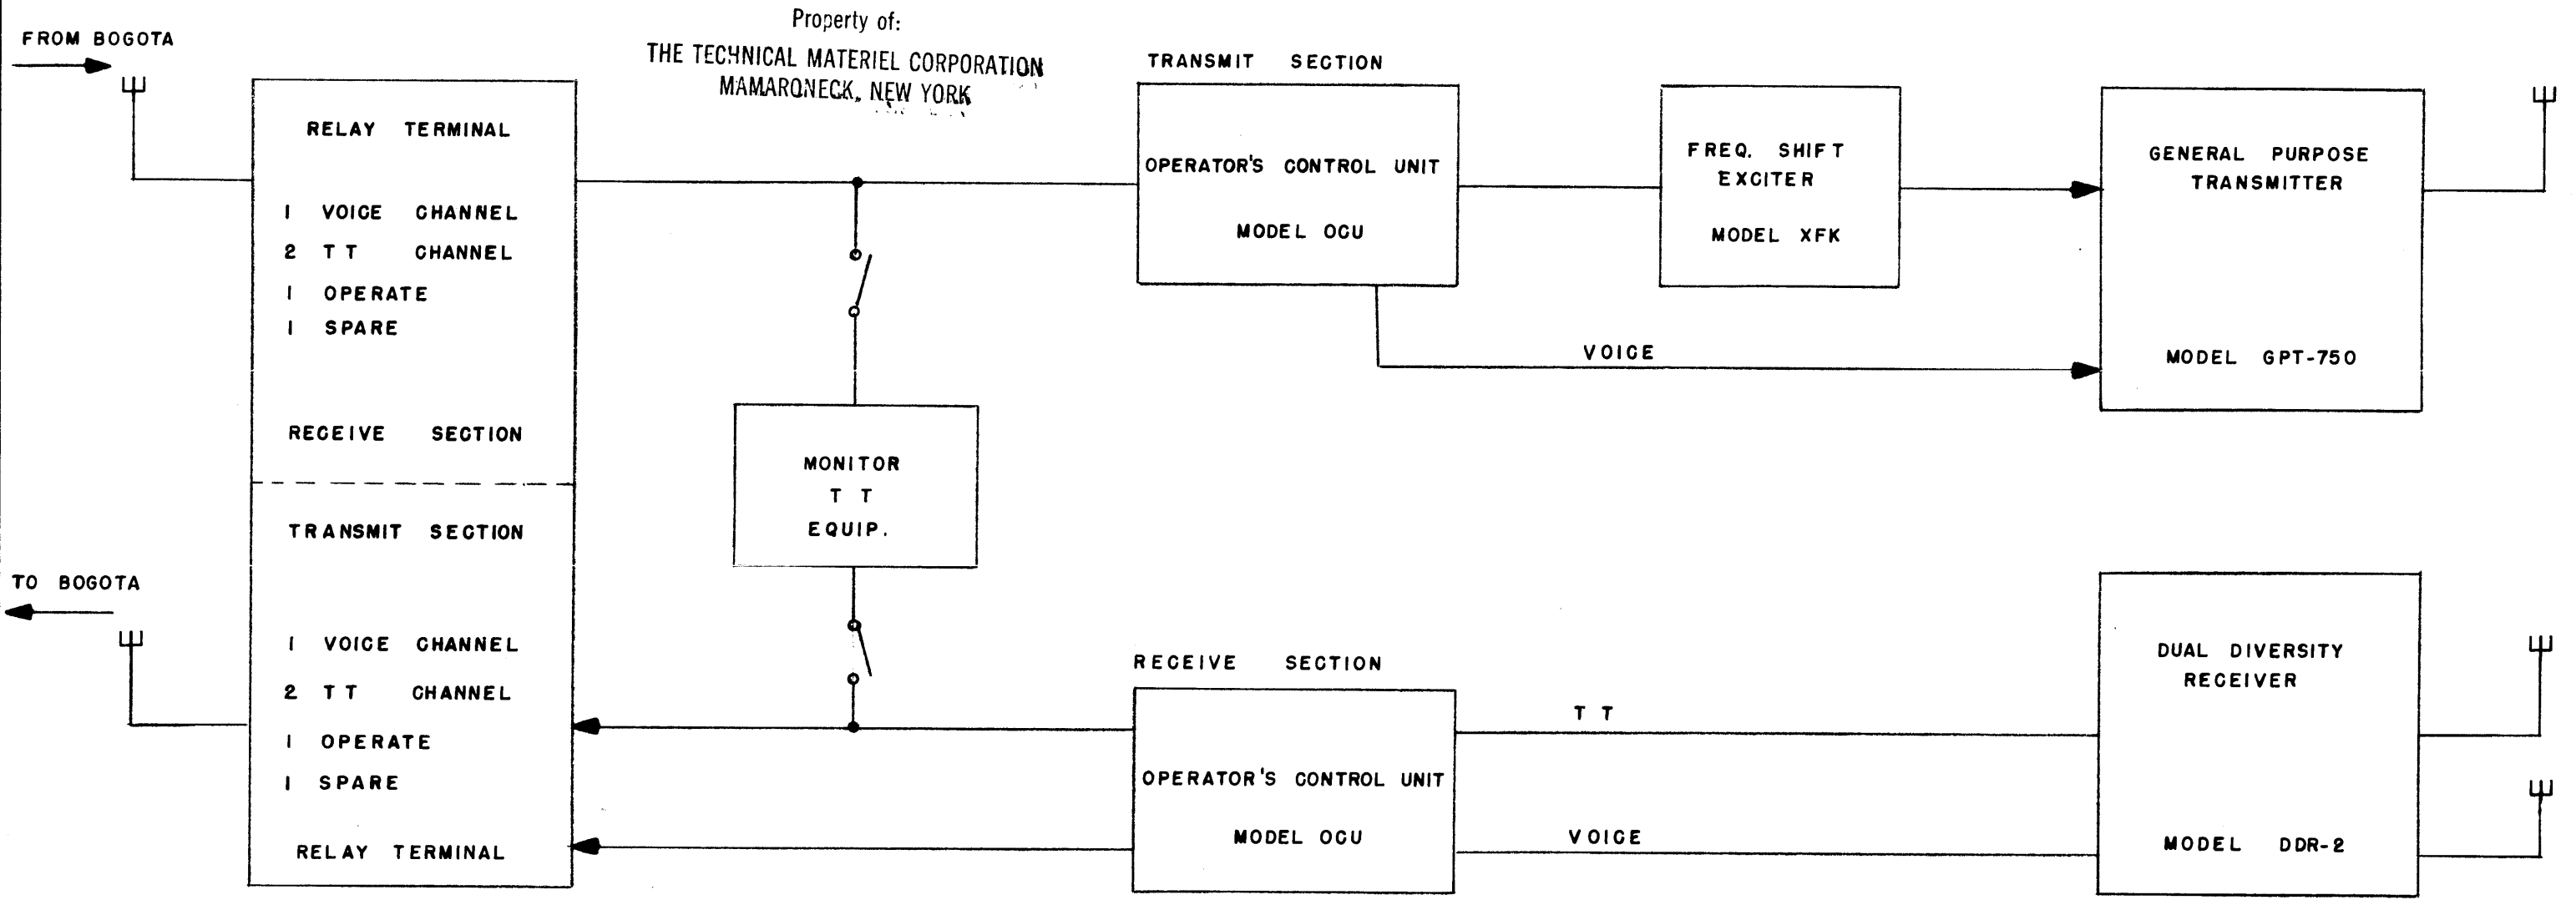 Property of:
THE TECHNICAL MATERIEL CORPORATION
MAMARONECK, NEW YORK
FROM BOGOTA
RELAY TERMINAL
1 VOICE CHANNEL
2 TT CHANNEL
1 OPERATE
1 SPARE
RECEIVE SECTION
TRANSMIT SECTION
TO BOGOTA
1 VOICE CHANNEL
2 TT CHANNEL
1 OPERATE
1 SPARE
RELAY TERMINAL
MONITOR
TT
EQUIP.
TRANSMIT SECTION
OPERATOR'S CONTROL UNIT
MODEL OCU
FREQ. SHIFT
EXCITER
MODEL XFK
VOICE
GENERAL PURPOSE
TRANSMITTER
MODEL GPT-750
RECEIVE SECTION
OPERATOR'S CONTROL UNIT
MODEL OCU
TT
VOICE
DUAL DIVERSITY
RECEIVER
MODEL DDR-2